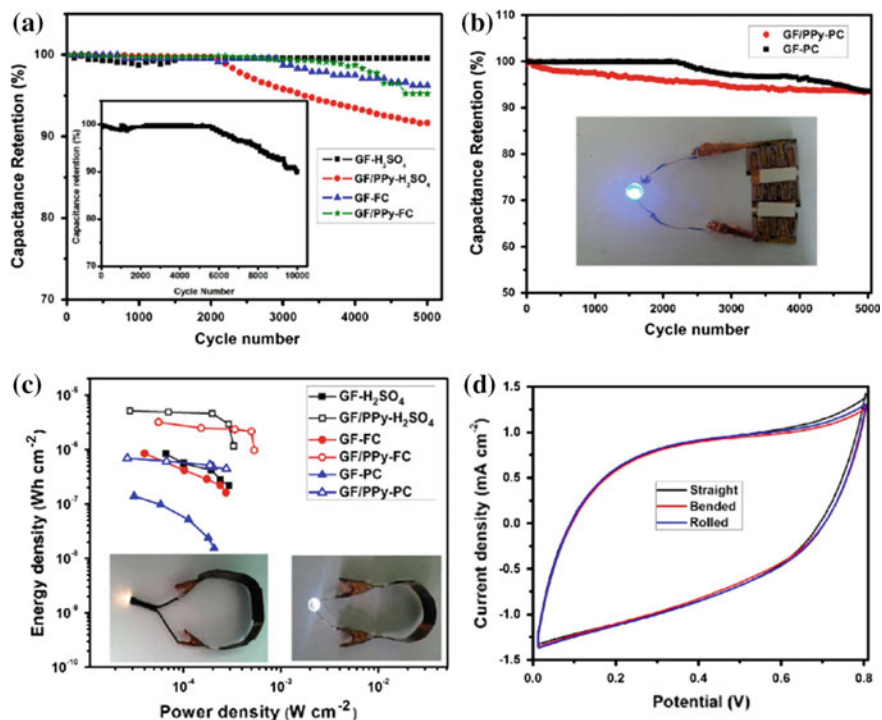 (a)
Capacitance Retention (%)
100
90
80
70
0 1000 2000 3000 4000 5000
Cycle number
GF-H₂SO₄
GF/PPy-H₂SO₄
GF-FC
GF/PPy-FC
Capacitance retention (%)
100
90
80
70
0 2000 4000 6000 8000 10000
Cycle Number
(b)
Capacitance Retention (%)
110
100
90
80
70
60
50
0 1000 2000 3000 4000 5000
Cycle number
GF/PPy-PC
GF-PC
(c)
Energy density (Wh cm⁻²)
10⁻⁵
10⁻⁶
10⁻⁷
10⁻⁸
10⁻⁹
10⁻¹⁰
10⁻⁴ 10⁻³ 10⁻²
Power density (W cm⁻²)
GF-H₂SO₄
GF/PPy-H₂SO₄
GF-FC
GF/PPy-FC
GF-PC
GF/PPy-PC
(d)
Current density (mA cm⁻²)
1.5
1.0
0.5
0.0
-0.5
-1.0
-1.5
0.0 0.2 0.4 0.6 0.8
Potential (V)
Straight
Bended
Rolled